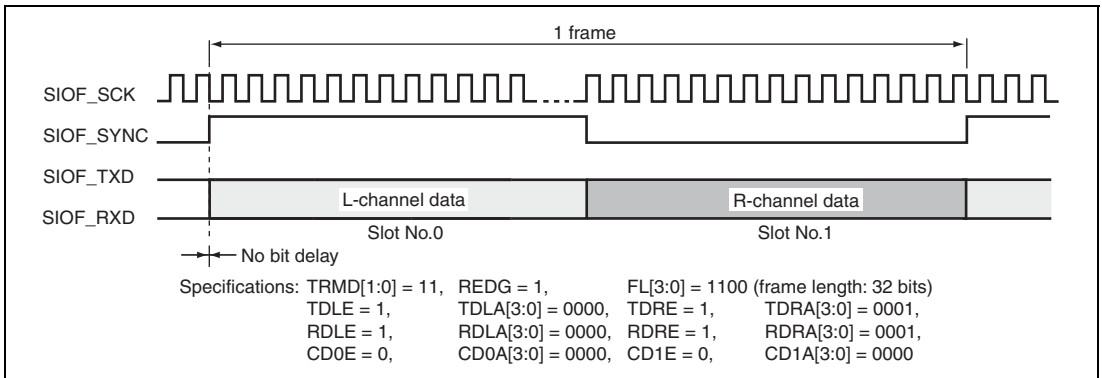 1 frame
SIOF_SCK
SIOF_SYNC
SIOF_TXD
L-channel data R-channel data
SIOF_RXD
Slot No.0 Slot No.1
No bit delay
Specifications: TRMD[1:0] = 11, REDG = 1, FL[3:0] = 1100 (frame length: 32 bits)
TDLE = 1, TDLA[3:0] = 0000, TDRE = 1, TDRA[3:0] = 0001,
RDLE = 1, RDLA[3:0] = 0000, RDRE = 1, RDRA[3:0] = 0001,
CD0E = 0, CD0A[3:0] = 0000, CD1E = 0, CD1A[3:0] = 0000